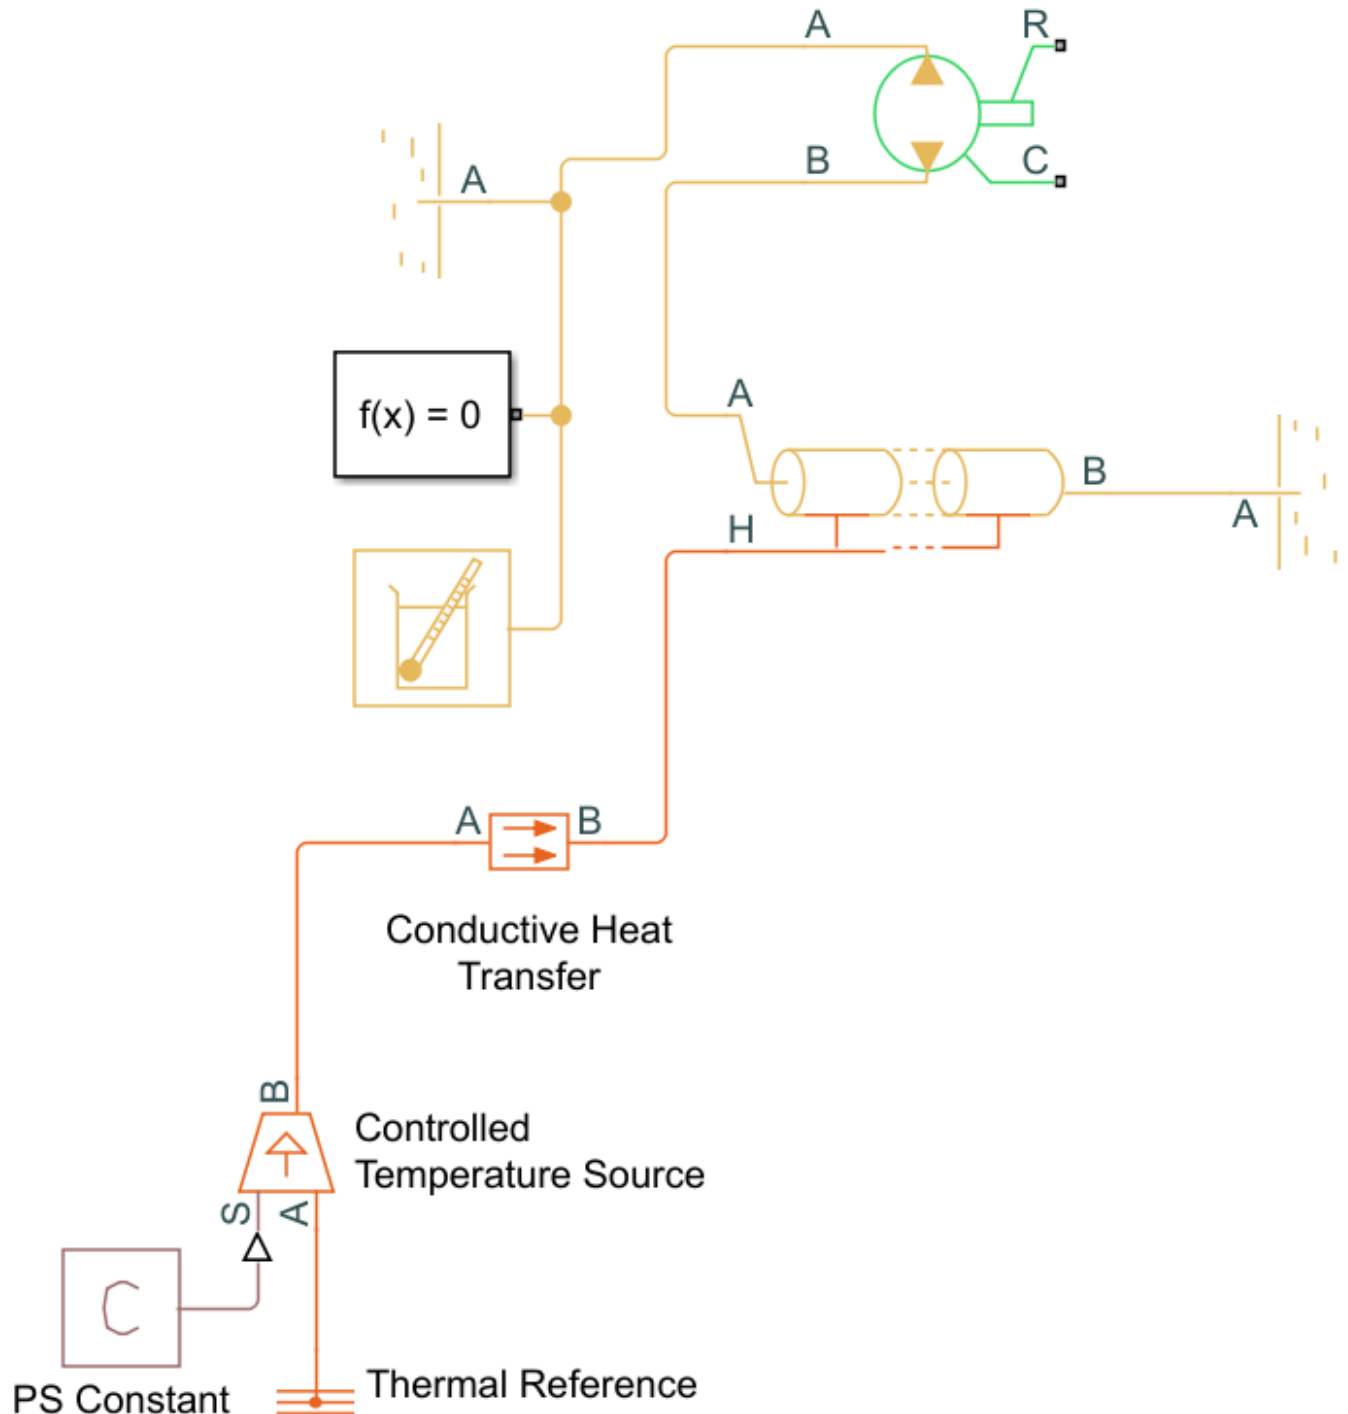 A
R
A
B
C
f(x) = 0
A
B
A
H
A
B
Conductive Heat
Transfer
B
Controlled
Temperature Source
S
A
C
PS Constant
Thermal Reference